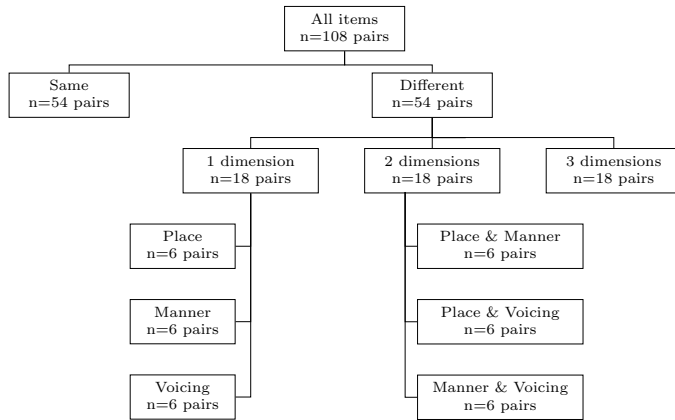 All items
n=108 pairs
Same
n=54 pairs
Different
n=54 pairs
1 dimension
n=18 pairs
2 dimensions
n=18 pairs
3 dimensions
n=18 pairs
Place
n=6 pairs
Place & Manner
n=6 pairs
Manner
n=6 pairs
Place & Voicing
n=6 pairs
Voicing
n=6 pairs
Manner & Voicing
n=6 pairs